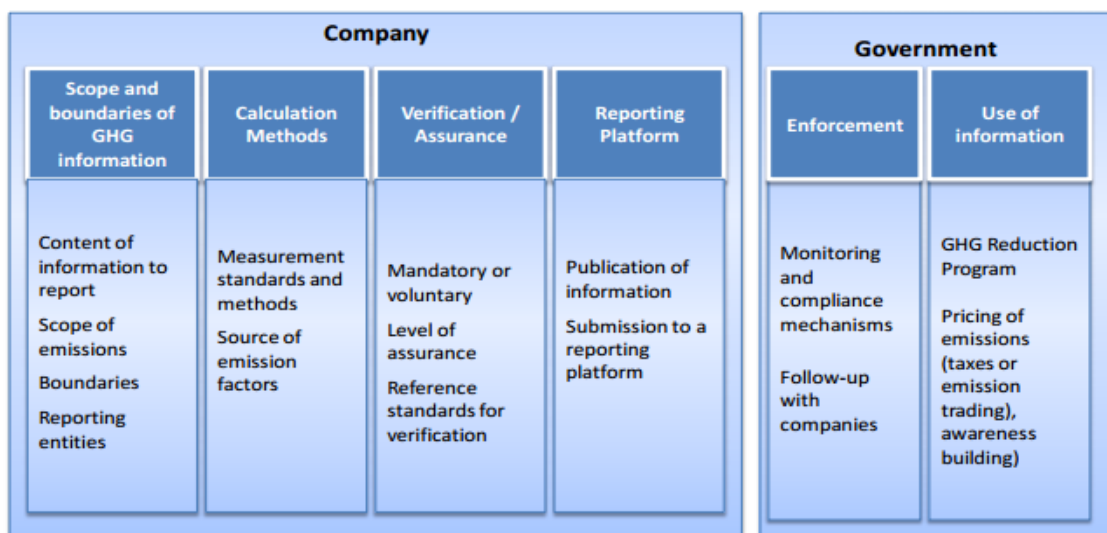 Company
Scope and
boundaries of
GHG
information
Content of
information to
report
Scope of
emissions
Boundaries
Reporting
entities
Calculation
Methods
Measurement
standards and
methods
Source of
emission
factors
Verification /
Assurance
Mandatory or
voluntary
Level of
assurance
Reference
standards for
verification
Reporting
Platform
Publication of
information
Submission to a
reporting
platform
Government
Enforcement
Monitoring
and
compliance
mechanisms
Follow-up
with
companies
Use of
information
GHG Reduction
Program
Pricing of
emissions
(taxes or
emission
trading),
awareness
building)